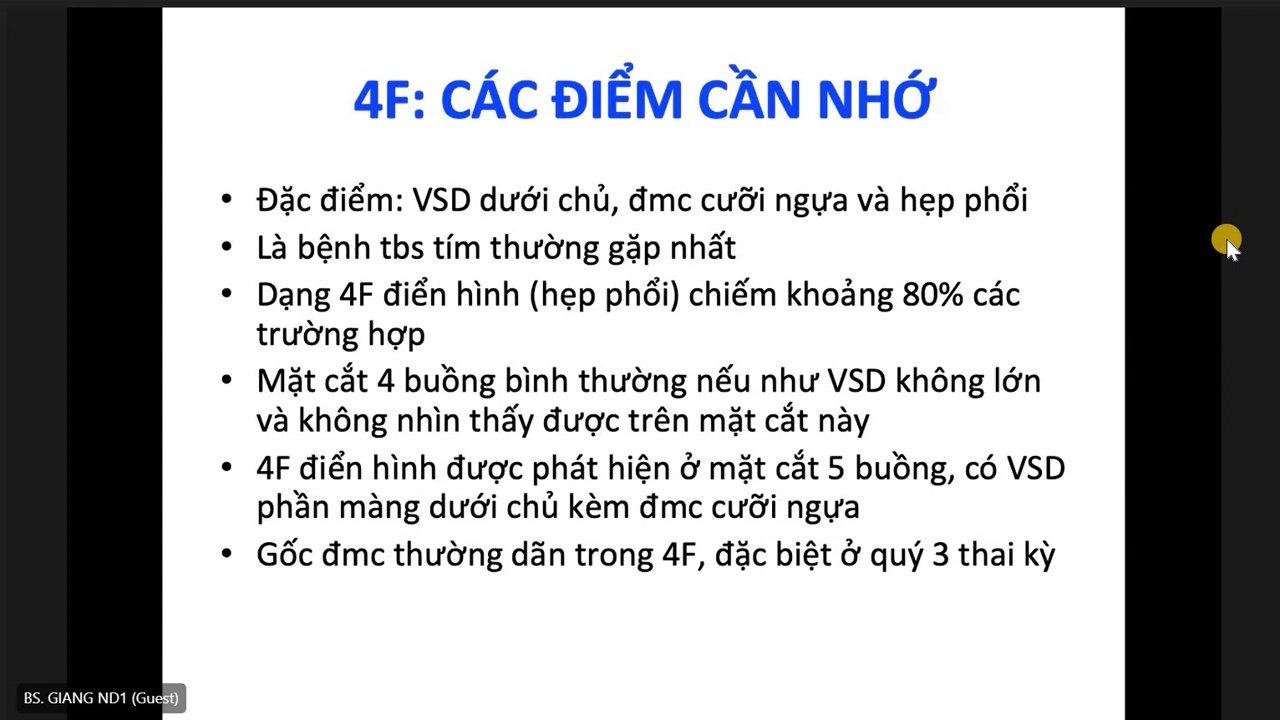 4F: CÁC ĐIỂM CẦN NHỚ
• Đặc điểm: VSD dưới chủ, đmc cưỡi ngựa và hẹp phổi
• Là bệnh tbs tím thường gặp nhất
• Dạng 4F điển hình (hẹp phổi) chiếm khoảng 80% các
trường hợp
• Mặt cắt 4 buồng bình thường nếu như VSD không lớn
và không nhìn thấy được trên mặt cắt này
• 4F điển hình được phát hiện ở mặt cắt 5 buồng, có VSD
phần màng dưới chủ kèm đmc cưỡi ngựa
• Gốc đmc thường dãn trong 4F, đặc biệt ở quý 3 thai kỳ
BS. GIANG ND1 (Guest)